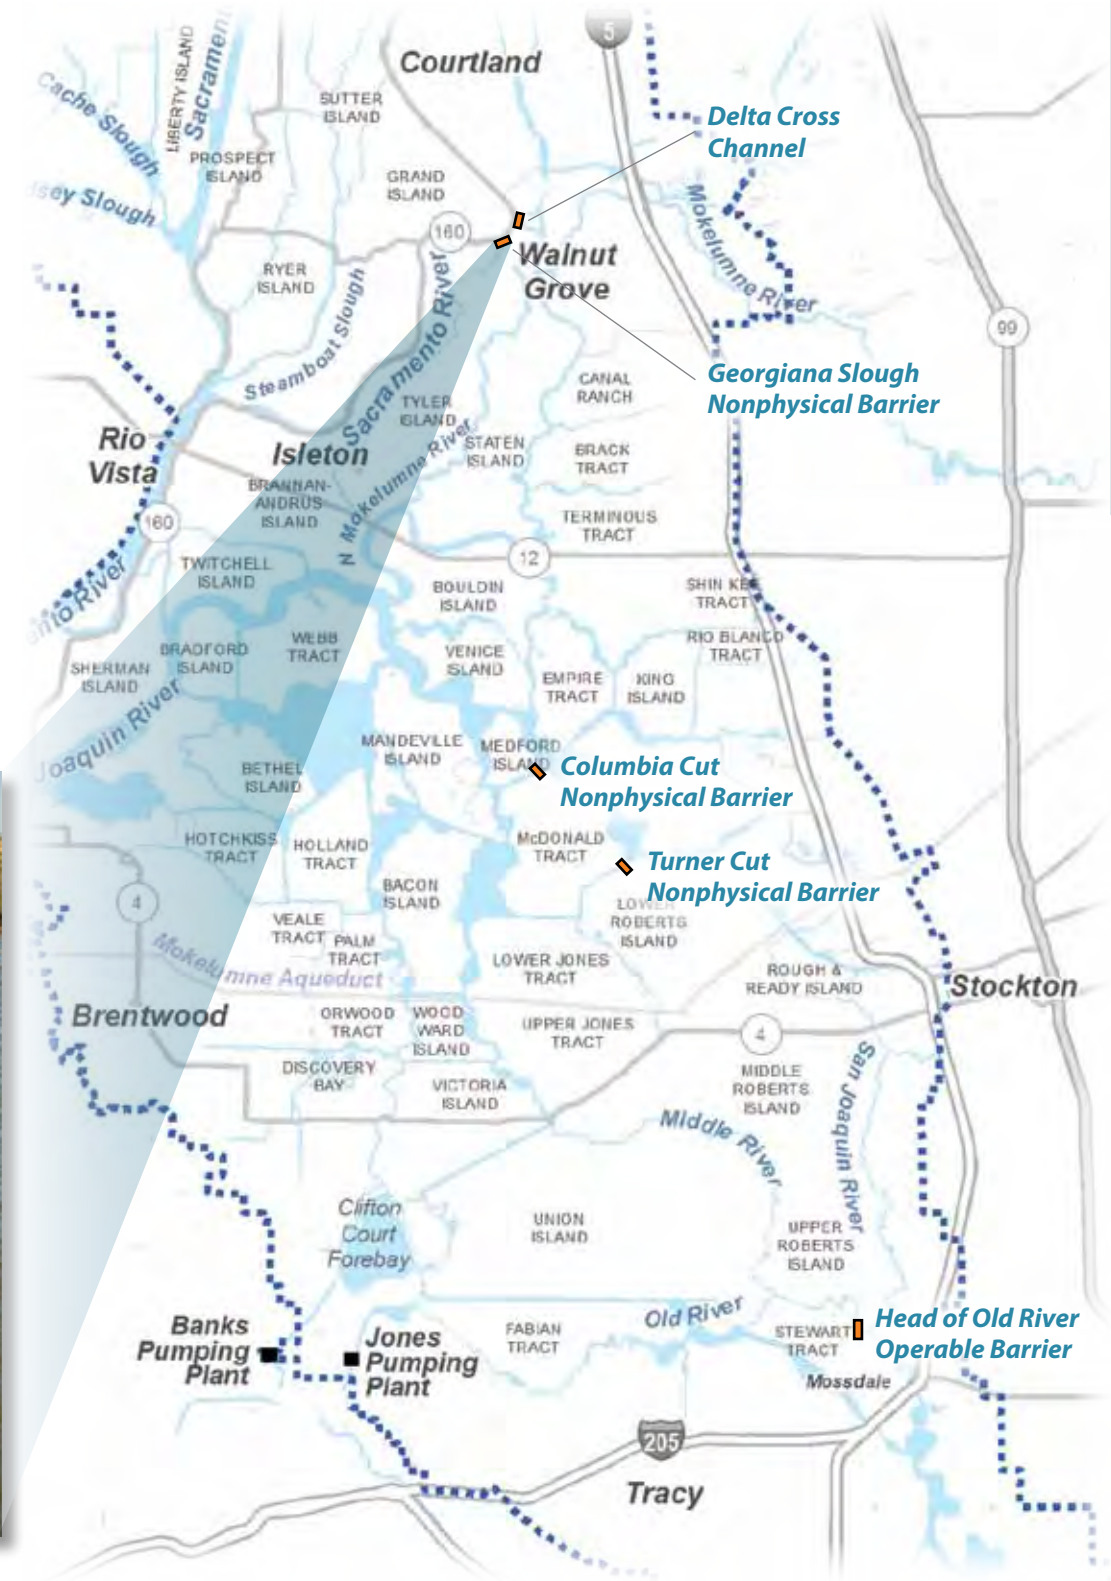 5
Courtland
LIBERTY ISLAND
Cache Slough
SUTTER
ISLAND
Delta Cross
Channel
PROSPECT
ISLAND
GRAND
ISLAND
Slough
Mokelumne River
160
Walnut
Grove
RYER
ISLAND
Steamboat Slough
Sacramento River
99
Georgiana Slough
Nonphysical Barrier
CANAL
RANCH
TYLER
ISLAND
STATEN
ISLAND
Rio
Vista
Isleton
BRACK
TRACT
N Mokelumne River
BRANNAN-
ANDRUS
ISLAND
160
TERMINOUS
TRACT
12
TWITCHELL
ISLAND
BOULDIN
ISLAND
SHIN KEE
TRACT
River
WEBB
TRACT
BRADFORD
ISLAND
VENICE
ISLAND
RIO BLANCO
TRACT
SHERMAN
ISLAND
EMPIRE
TRACT
KING
ISLAND
Joaquin River
MANDEVILLE
ISLAND
MEDFORD
ISLAND
BETHEL
ISLAND
Columbia Cut
Nonphysical Barrier
HOTCHKISS
TRACT
HOLLAND
TRACT
McDONALD
TRACT
Turner Cut
Nonphysical Barrier
BACON
ISLAND
4
LOWER
ROBERTS
ISLAND
VEALE
TRACT
PALM
TRACT
Mokelumne Aqueduct
LOWER JONES
TRACT
ROUGH &
READY ISLAND
Stockton
Brentwood
ORWOOD
TRACT
WOOD
WARD
ISLAND
UPPER JONES
TRACT
4
DISCOVERY
BAY
VICTORIA
ISLAND
MIDDLE
ROBERTS
ISLAND
San Joaquin River
Middle River
Clifton
Court
Forebay
UNION
ISLAND
UPPER
ROBERTS
ISLAND
Old River
Banks
Pumping
Plant
Jones
Pumping
Plant
FABIAN
TRACT
STEWART
TRACT
Head of Old River
Operable Barrier
Mossdale
205
Tracy